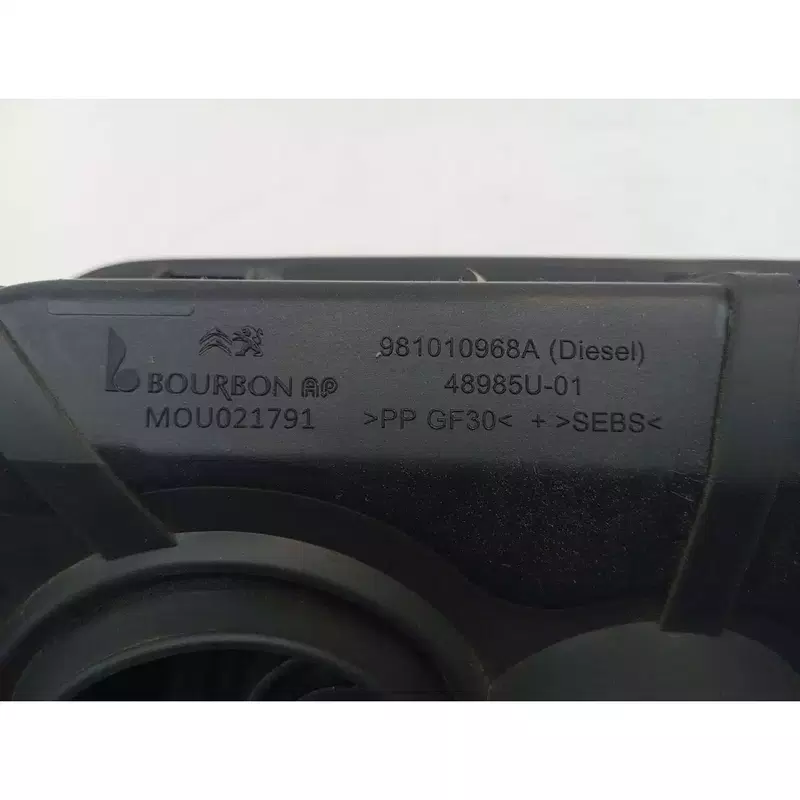 981010968A (Diesel)
BOURBON AP
48985U-01
MOU021791
>PP GF30< + >SEBS<